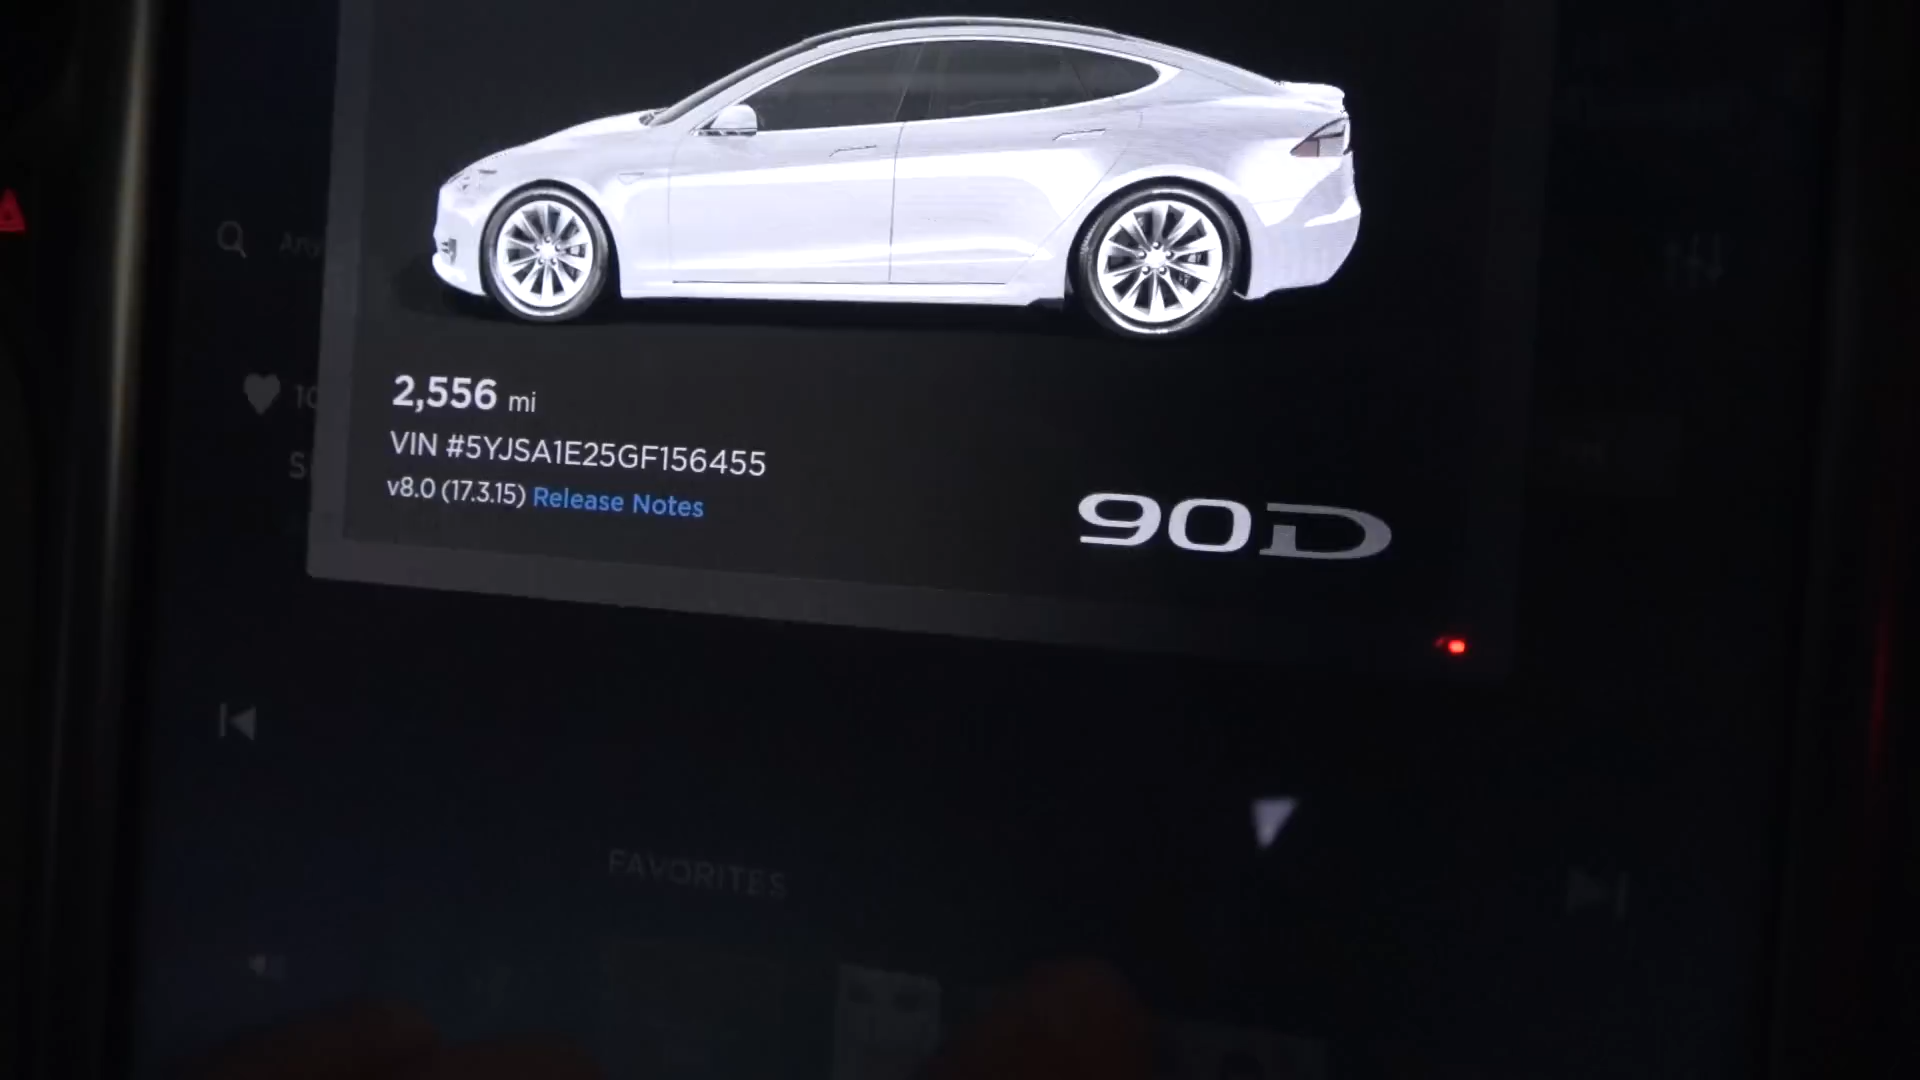 2,556 mi
VIN #5YJSA1E25GF156455
v8.0 (17.3.15) Release Notes
90D
FAVORITES